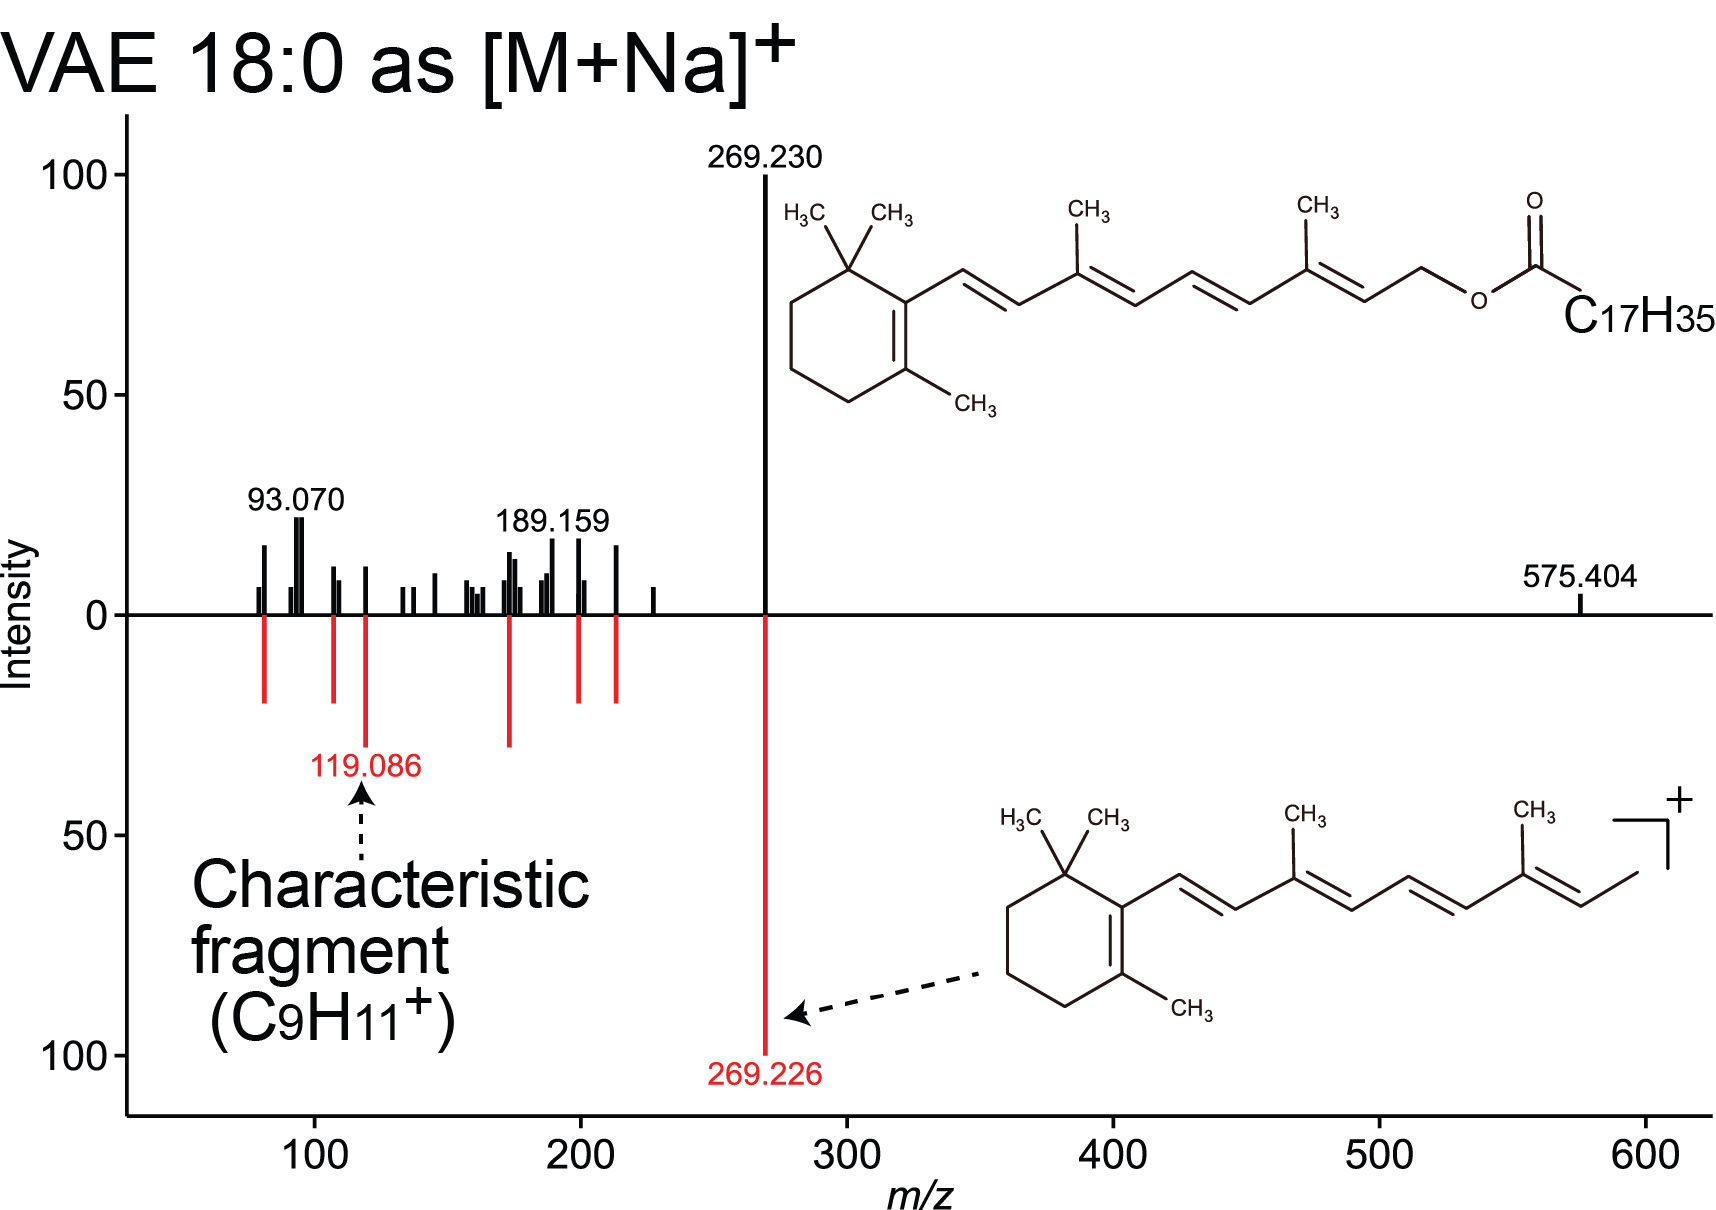 VAE 18:0 as [M+Na]+
Intensity
100
50
0
50
100
269.230
93.070
189.159
575.404
H3C
CH3
CH3
CH3
CH3
O
O
C17H35
119.086
Characteristic
fragment
(C9H11+)
269.226
H3C
CH3
CH3
CH3
CH3
+
100
200
300
400
500
600
m/z